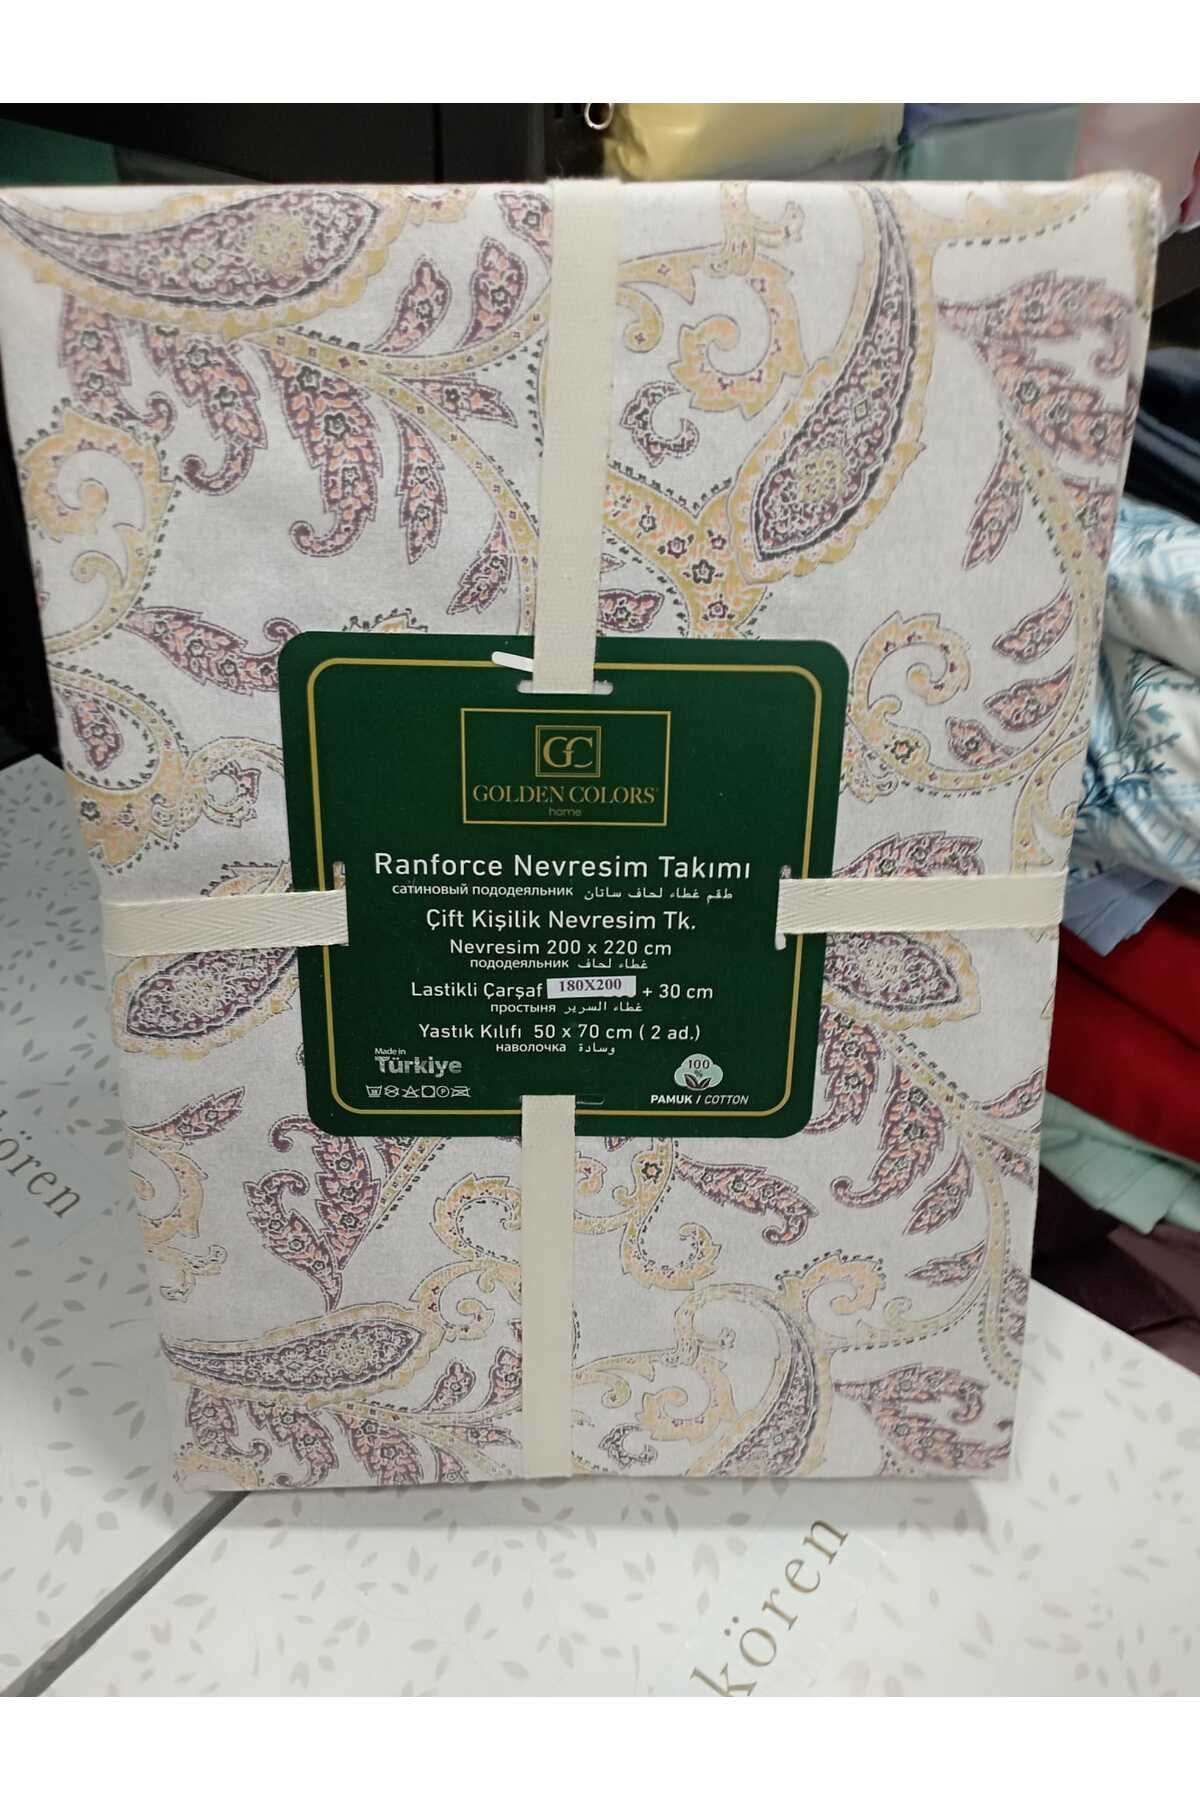 GC
GOLDEN COLORS®
home
Ranforce Nevresim Takımı
сатиновый пододеяльник طقم غطاء لحاف ساتان
Çift Kişilik Nevresim Tk.
Nevresim 200 x 220 cm
пододеяльник غطاء لحاف
Lastikli Çarşaf 180X200 + 30 cm
простыня غطاء السرير
Yastık Kılıfı 50 x 70 cm ( 2 ad.)
наволочка وسادة
Made in
Türkiye
100
%
PAMUK / COTTON
kören
kören